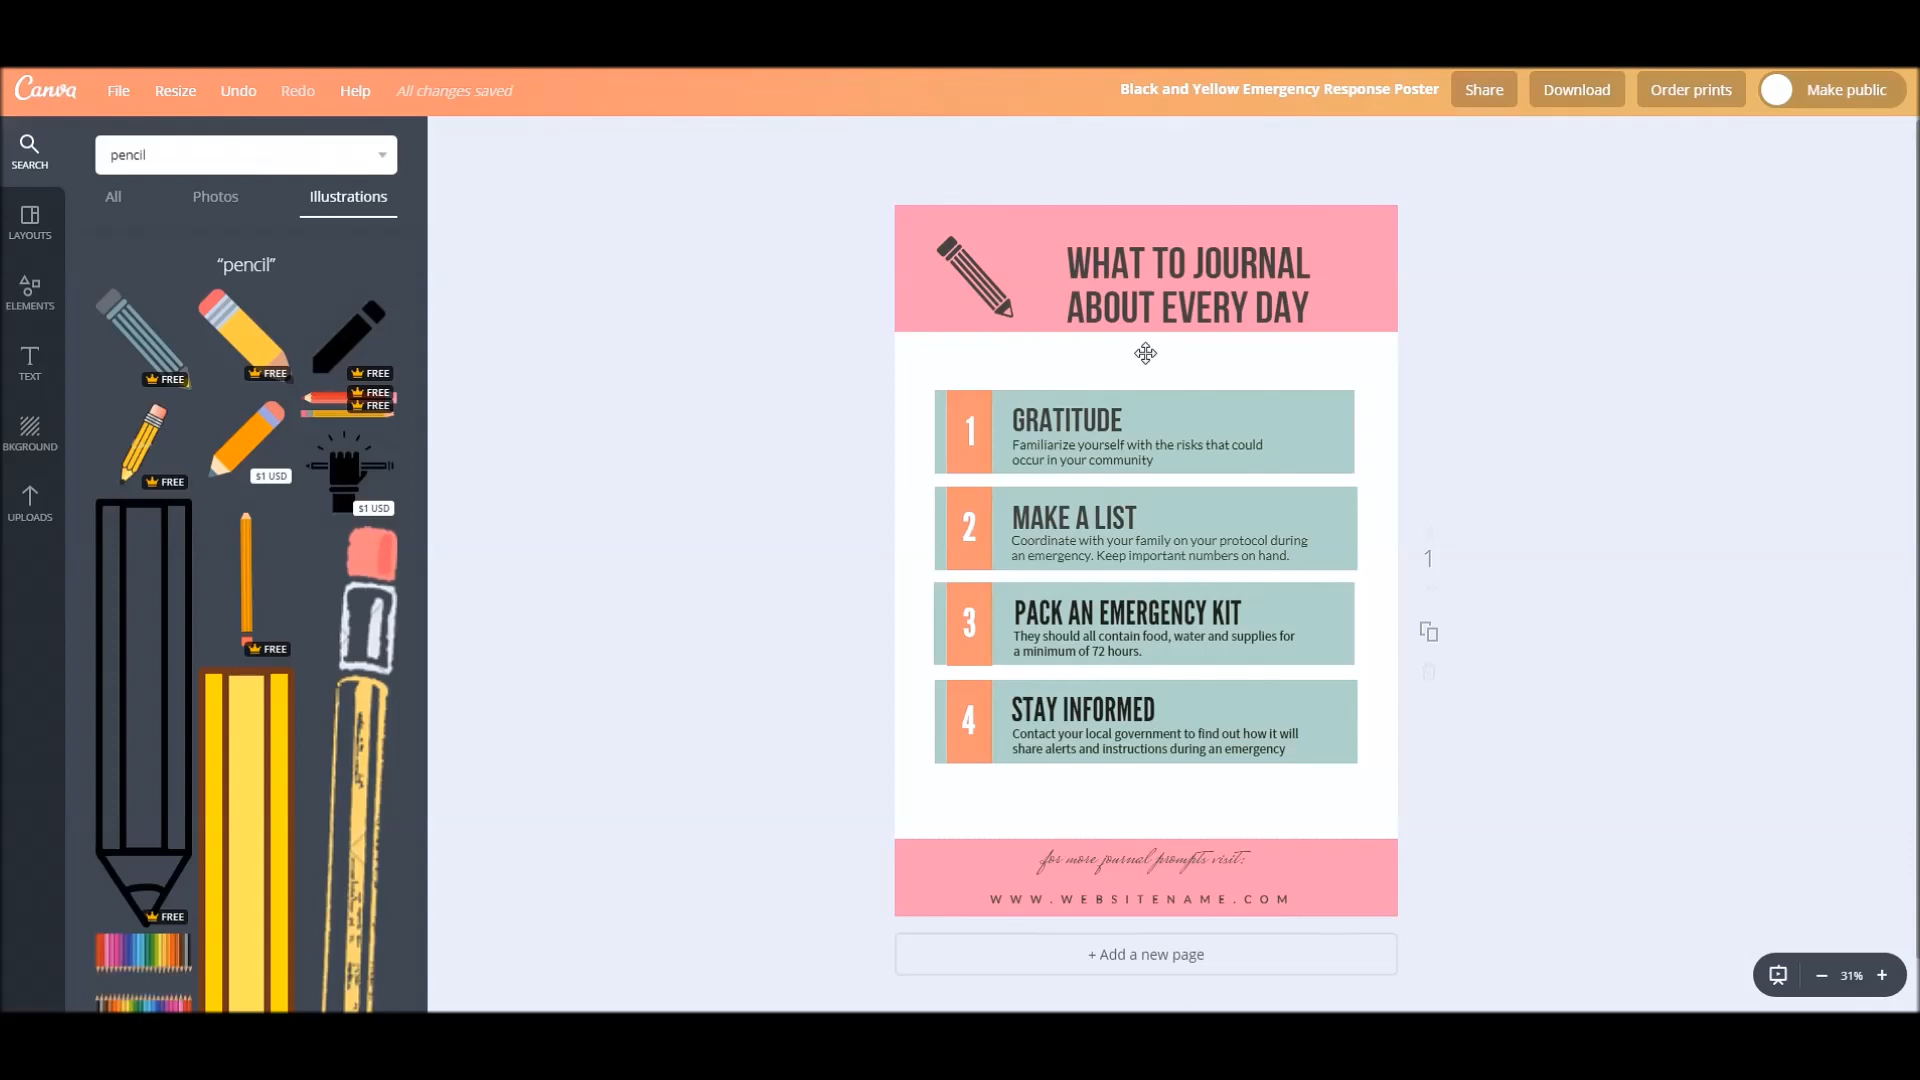 Canva File Resize Undo Redo Help All changes saved Black and Yellow Emergency Response Poster Share Download Order prints Make public
SEARCH
LAYOUTS
ELEMENTS
TEXT
BKGROUND
UPLOADS
pencil
All Photos Illustrations
“pencil”
FREE
FREE
FREE
FREE
FREE
FREE
$1 USD
$1 USD
FREE
FREE
WHAT TO JOURNAL
ABOUT EVERY DAY
1
GRATITUDE
Familiarize yourself with the risks that could
occur in your community
2
MAKE A LIST
Coordinate with your family on your protocol during
an emergency. Keep important numbers on hand.
3
PACK AN EMERGENCY KIT
They should all contain food, water and supplies for
a minimum of 72 hours.
4
STAY INFORMED
Contact your local government to find out how it will
share alerts and instructions during an emergency
for more journal prompts visit:
WWW.WEBSITENAME.COM
1
+ Add a new page
31%